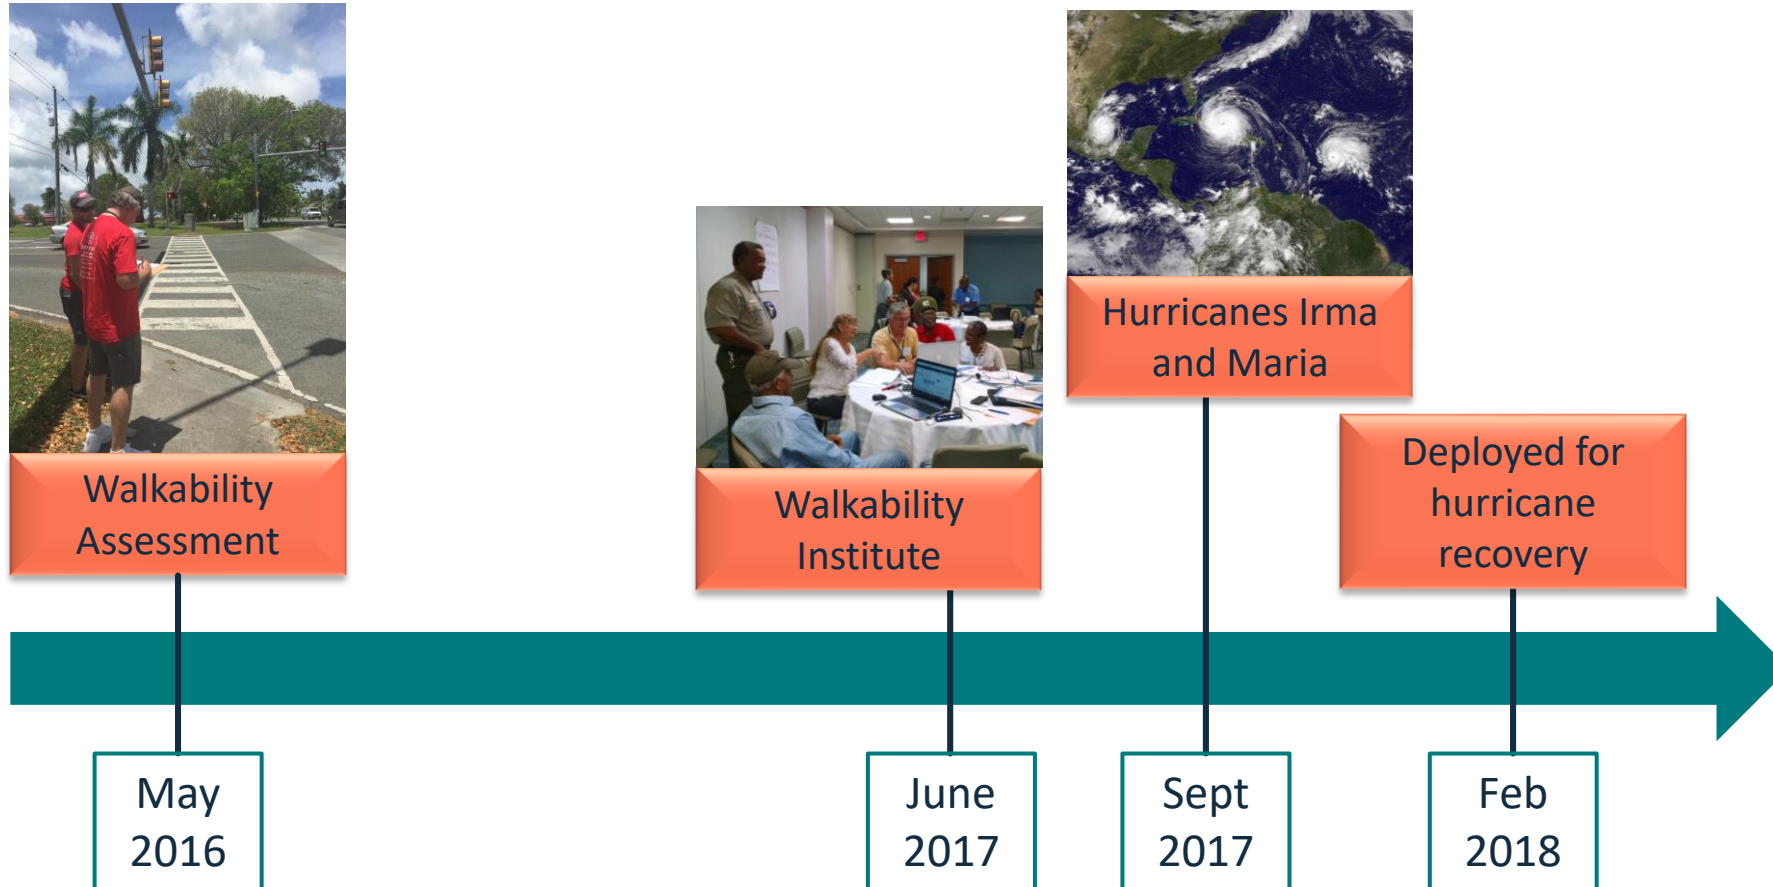 Walkability
Assessment
Walkability
Institute
Hurricanes Irma
and Maria
Deployed for
hurricane
recovery
May
2016
June
2017
Sept
2017
Feb
2018